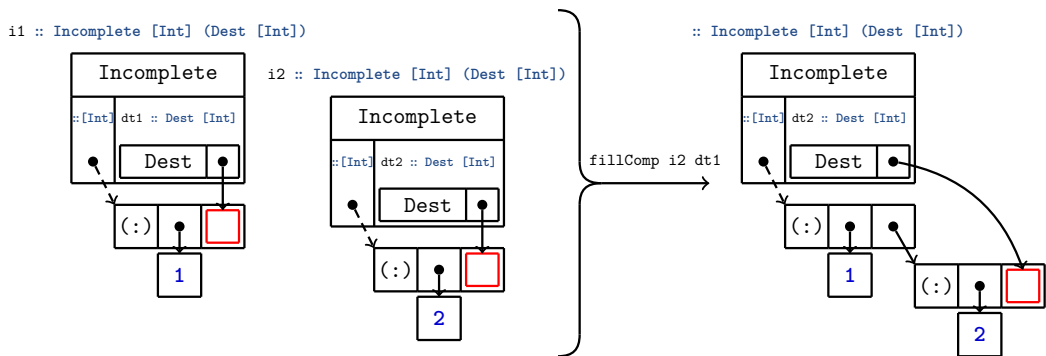 i1 :: Incomplete [Int] (Dest [Int])
Incomplete
::[Int] dt1 :: Dest [Int]
Dest
(:)
1
i2 :: Incomplete [Int] (Dest [Int])
Incomplete
::[Int] dt2 :: Dest [Int]
Dest
(:)
2
fillComp i2 dt1
:: Incomplete [Int] (Dest [Int])
Incomplete
::[Int] dt2 :: Dest [Int]
Dest
(:)
1
(:)
2